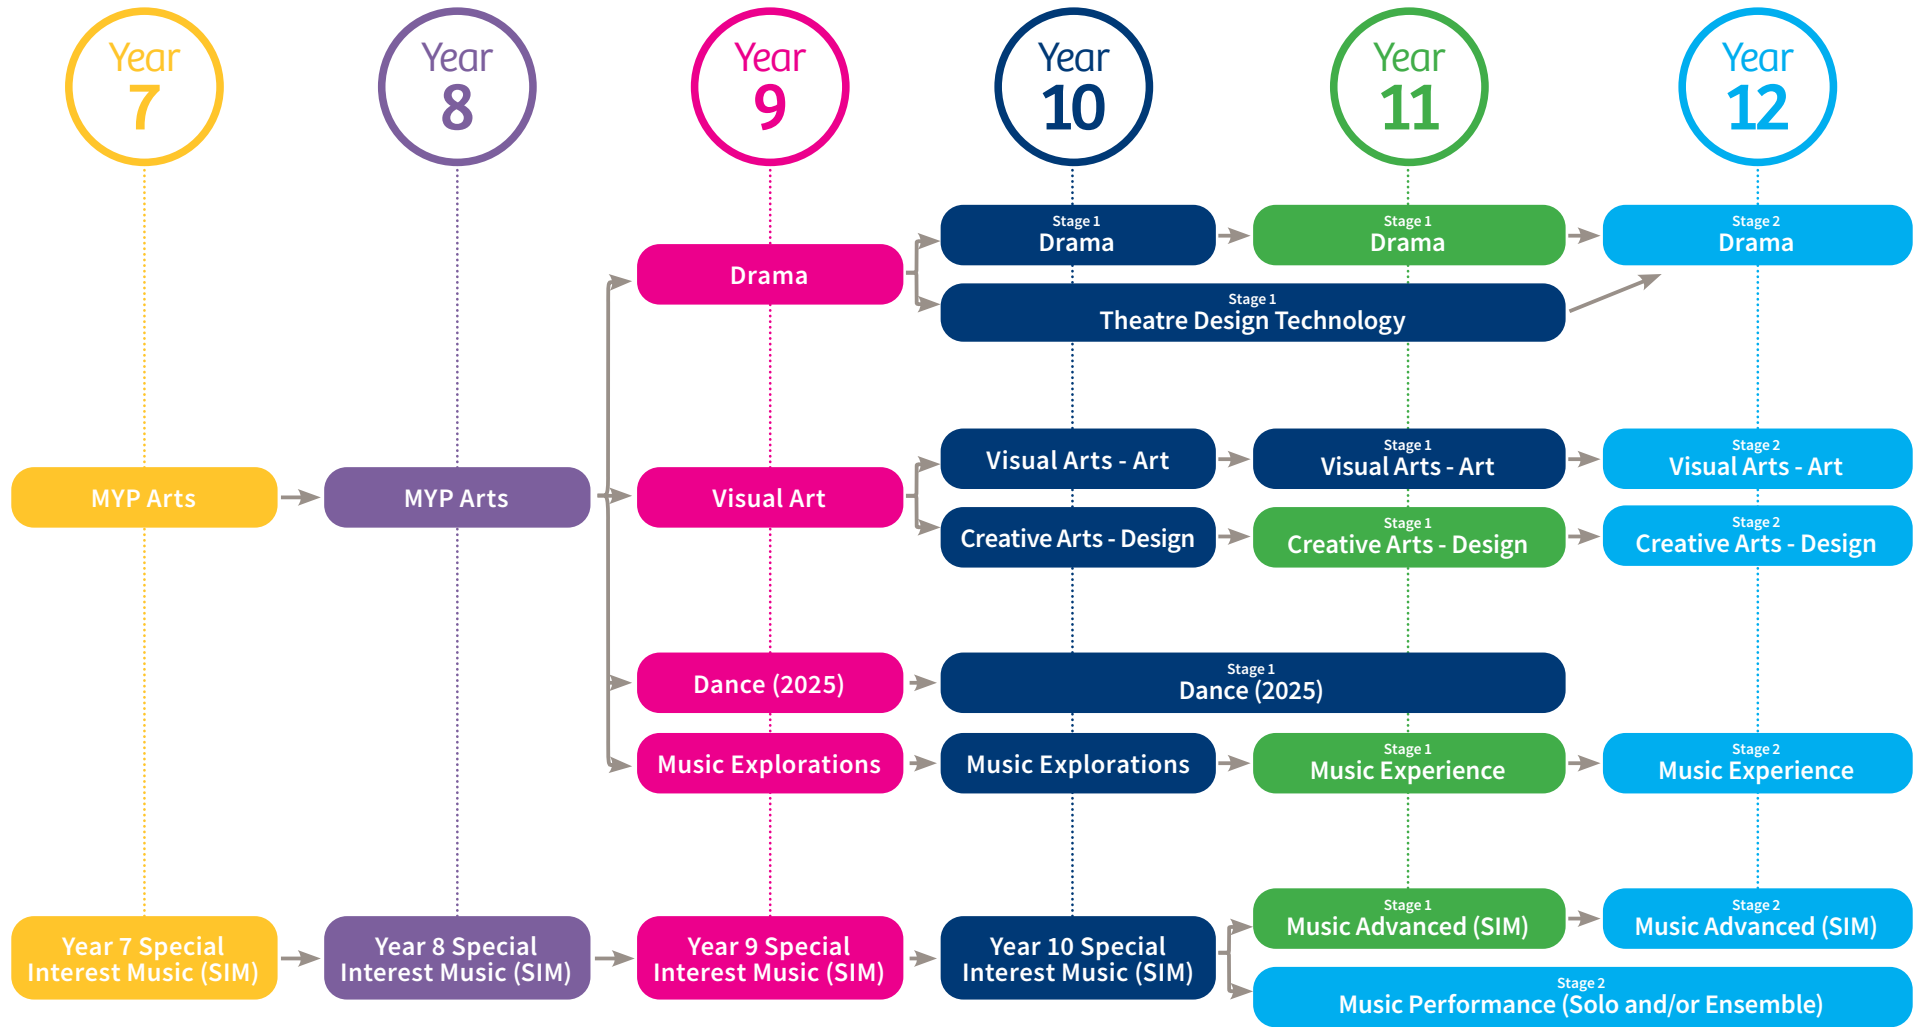 Year
7
Year
8
Year
9
Year
10
Year
11
Year
12
Stage 1
Drama
Stage 1
Drama
Stage 2
Drama
Drama
Stage 1
Theatre Design Technology
MYP Arts
MYP Arts
Visual Art
Visual Arts - Art
Stage 1
Visual Arts - Art
Stage 2
Visual Arts - Art
Creative Arts - Design
Stage 1
Creative Arts - Design
Stage 2
Creative Arts - Design
Dance (2025)
Stage 1
Dance (2025)
Music Explorations
Music Explorations
Stage 1
Music Experience
Stage 2
Music Experience
Year 7 Special
Interest Music (SIM)
Year 8 Special
Interest Music (SIM)
Year 9 Special
Interest Music (SIM)
Year 10 Special
Interest Music (SIM)
Stage 1
Music Advanced (SIM)
Stage 2
Music Advanced (SIM)
Stage 2
Music Performance (Solo and/or Ensemble)